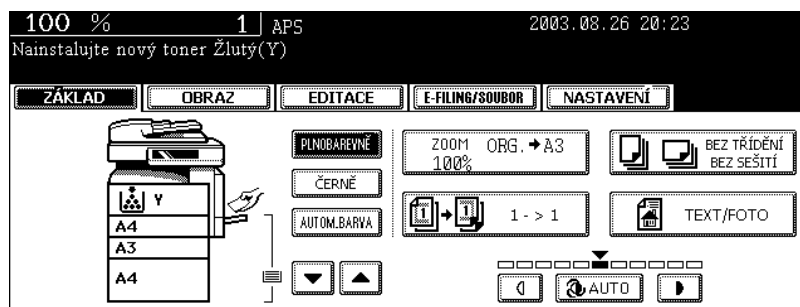 100 % 1 APS 2003.08.26 20:23
Nainstalujte nový toner Žlutý(Y)
ZÁKLAD OBRAZ EDITACE E-FILING/SOUBOR NASTAVENÍ
PLNOBAREVNĚ
ČERNĚ
AUTOM.BARVA
ZOOM ORG.➔A3
100%
BEZ TŘÍDĚNÍ
BEZ SEŠITÍ
1 1 1 -> 1
TEXT/FOTO
Y
A4
A3
A4
AUTO